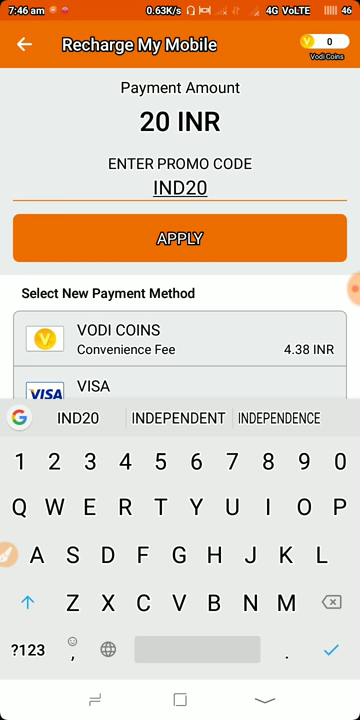 7:46 am 0.63K/s 4G VoLTE 46
Recharge My Mobile
V 0
Vodi Coins
Payment Amount
20 INR
ENTER PROMO CODE
IND20
APPLY
Select New Payment Method
V VODI COINS
Convenience Fee 4.38 INR
VISA VISA
G IND20 INDEPENDENT INDEPENDENCE
1 2 3 4 5 6 7 8 9 0
Q W E R T Y U I O P
A S D F G H J K L
Z X C V B N M
?123 , .